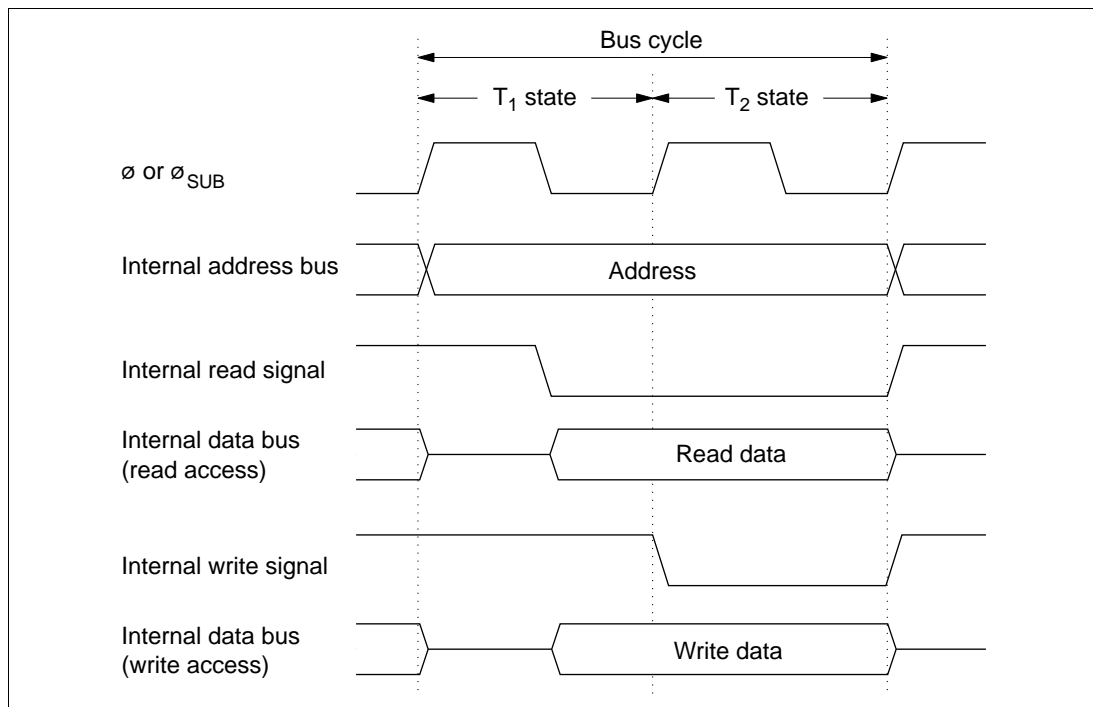 Bus cycle
T1 state
T2 state
ø or øSUB
Internal address bus
Address
Internal read signal
Internal data bus
(read access)
Read data
Internal write signal
Internal data bus
(write access)
Write data